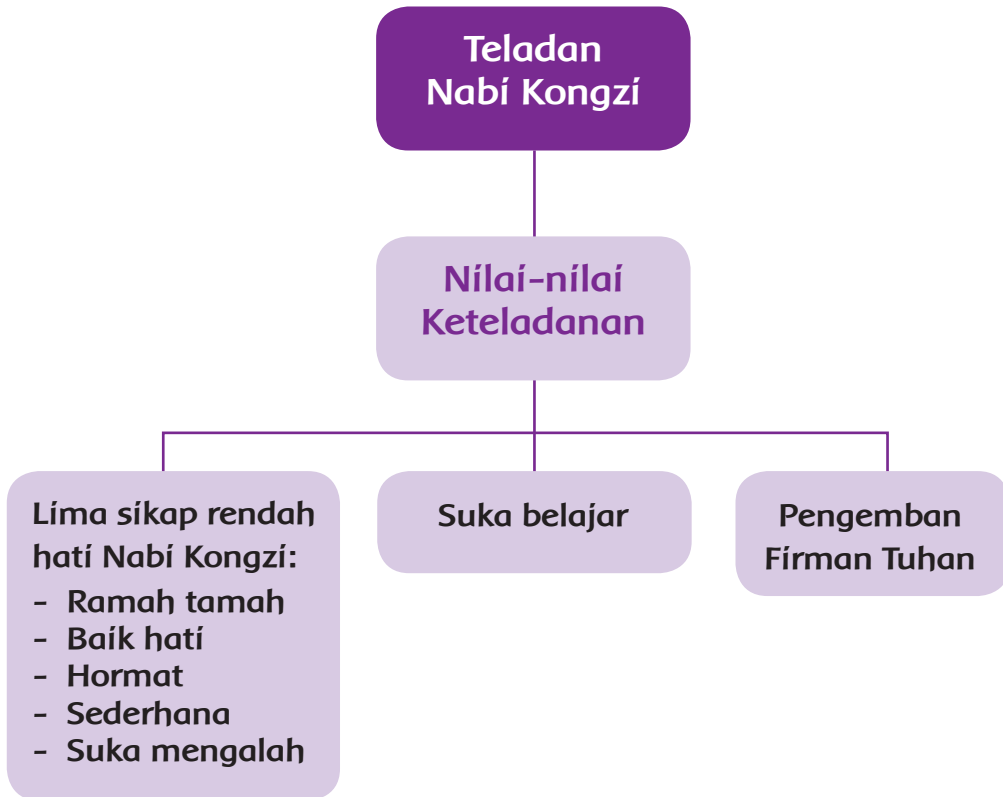 Teladan
Nabi Kongzi
Nilai-nilai
Keteladanan
Lima sikap rendah
hati Nabi Kongzi:
- Ramah tamah
- Baik hati
- Hormat
- Sederhana
- Suka mengalah
Suka belajar
Pengemban
Firman Tuhan